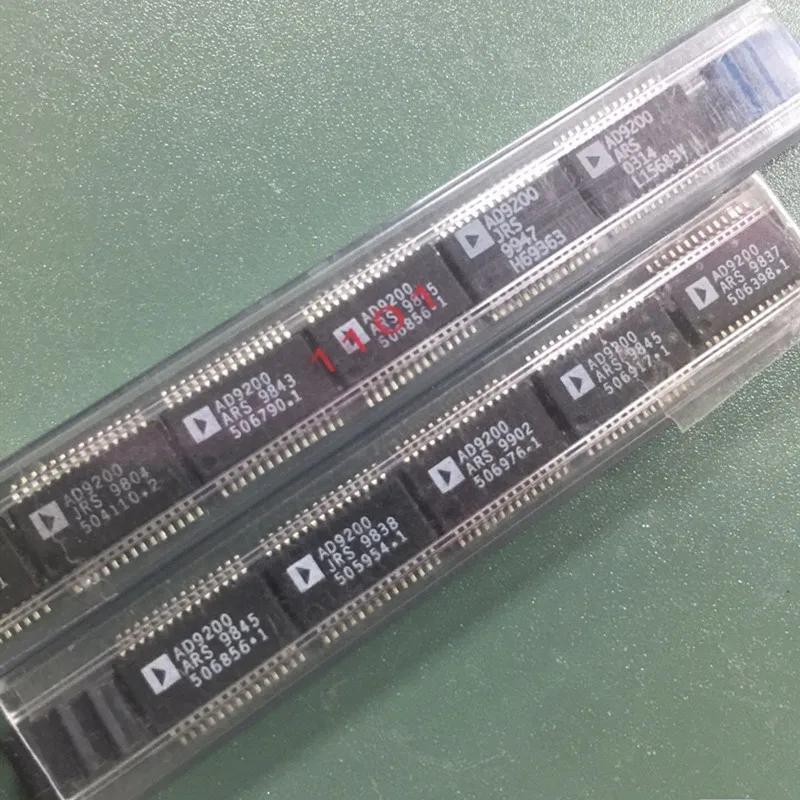 AD9200
ARS
0314
L15683V
AD9200
JRS
9947
H69363
AD9200
ARS 9845
506856.1
1101
AD9200
ARS 9843
506790.1
AD9200
JRS 9804
504110.2
AD9200
ARS 9837
506398.1
AD9200
ARS 9845
506917.1
AD9200
ARS 9902
506976.1
AD9200
JRS 9838
505954.1
AD9200
ARS 9845
506856.1